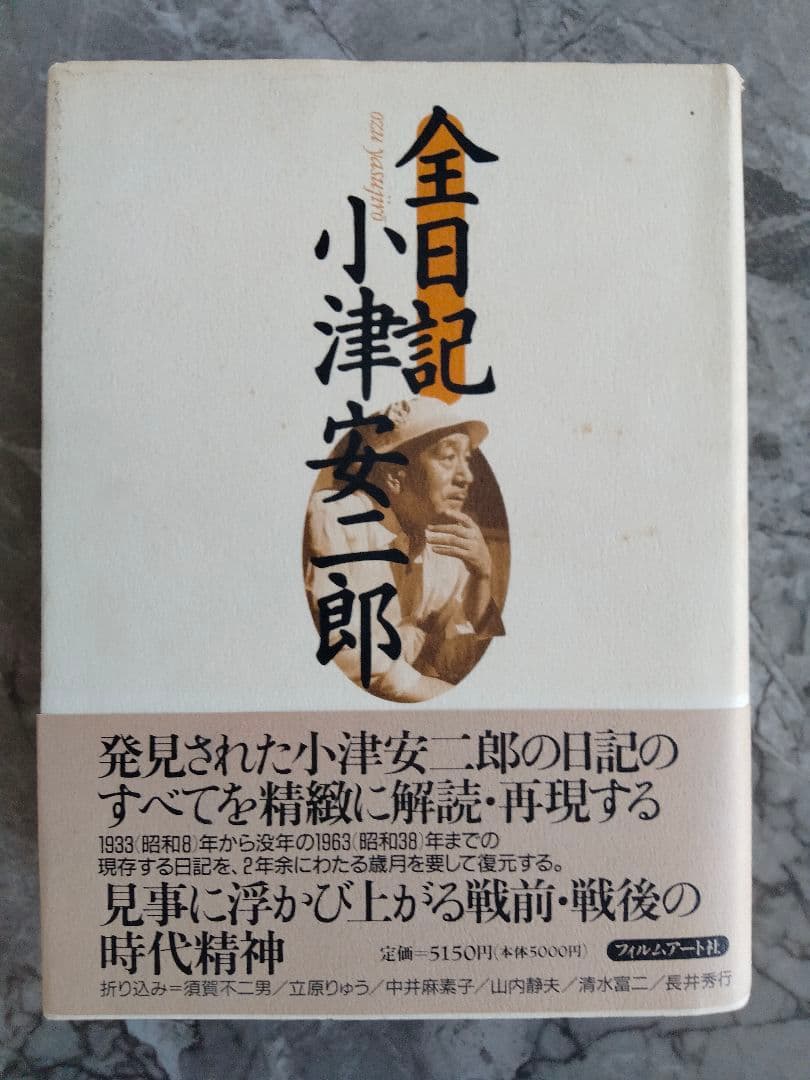 全日記
小津安二郎
ozu yasujirō
発見された小津安二郎の日記の
すべてを精緻に解読・再現する
1933(昭和8)年から没年の1963(昭和38)年までの
現存する日記を、2年余にわたる歳月を要して復元する。
見事に浮かび上がる戦前・戦後の
時代精神
定価=5150円(本体5000円) フィルムアート社
折り込み=須賀不二男/立原りゅう/中井麻素子/山内静夫/清水富二/長井秀行